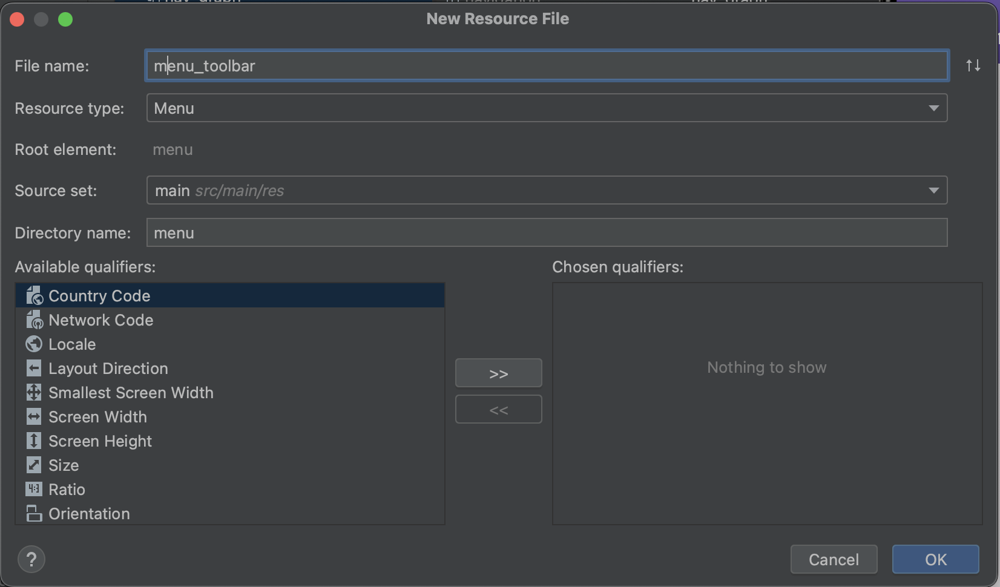 New Resource File
File name: menu_toolbar
Resource type: Menu
Root element: menu
Source set: main src/main/res
Directory name: menu
Available qualifiers: Chosen qualifiers:
Country Code
Network Code
Locale
Layout Direction
Smallest Screen Width
Screen Width
Screen Height
Size
Ratio
Orientation
>>
<<
Nothing to show
? Cancel OK